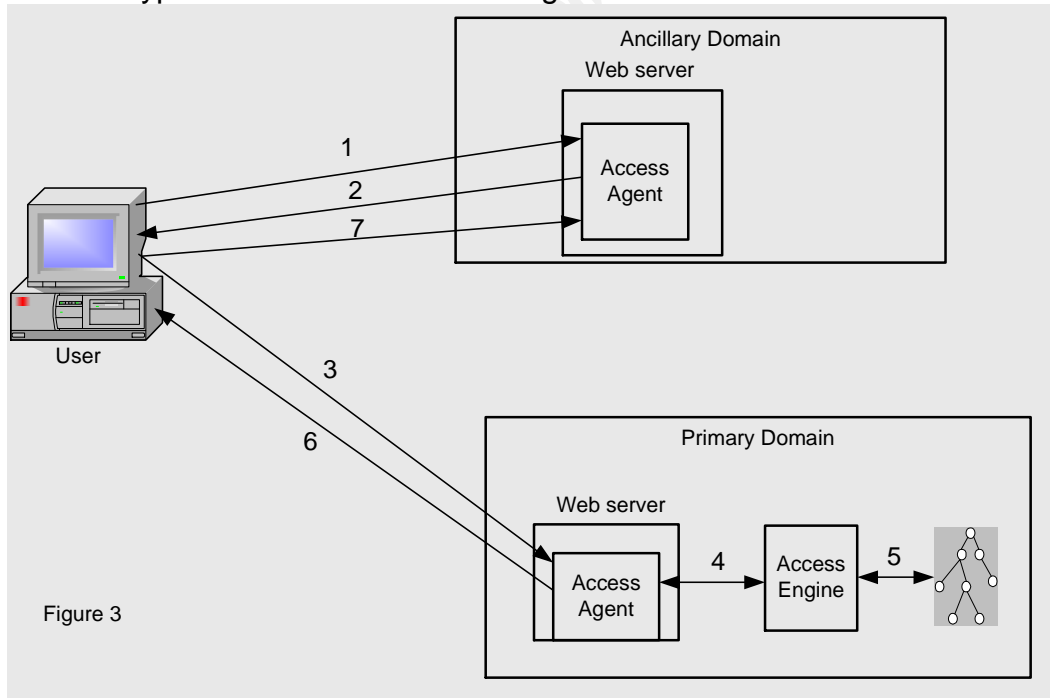 Ancillary Domain
Web server
1
Access
Agent
2
7
User
3
Primary Domain
6
Web server
4
5
Access
Engine
Access
Agent
Figure 3